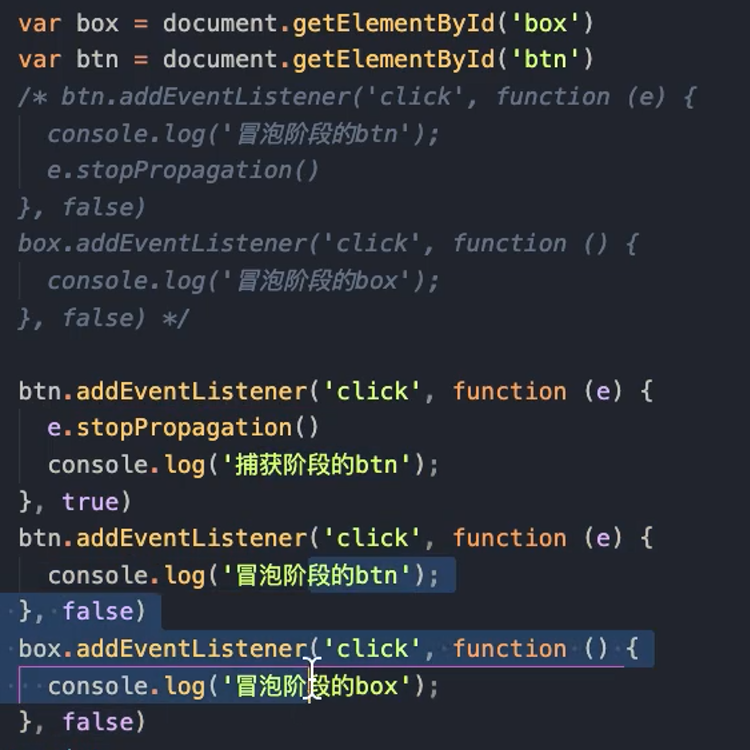 var box = document.getElementById('box')
var btn = document.getElementById('btn')
/* btn.addEventListener('click', function (e) {
  console.log('冒泡阶段的btn');
  e.stopPropagation()
}, false)
box.addEventListener('click', function () {
  console.log('冒泡阶段的box');
}, false) */

btn.addEventListener('click', function (e) {
  e.stopPropagation()
  console.log('捕获阶段的btn');
}, true)
btn.addEventListener('click', function (e) {
  console.log('冒泡阶段的btn');
}, false)
box.addEventListener('click', function () {
  console.log('冒泡阶段的box');
}, false)